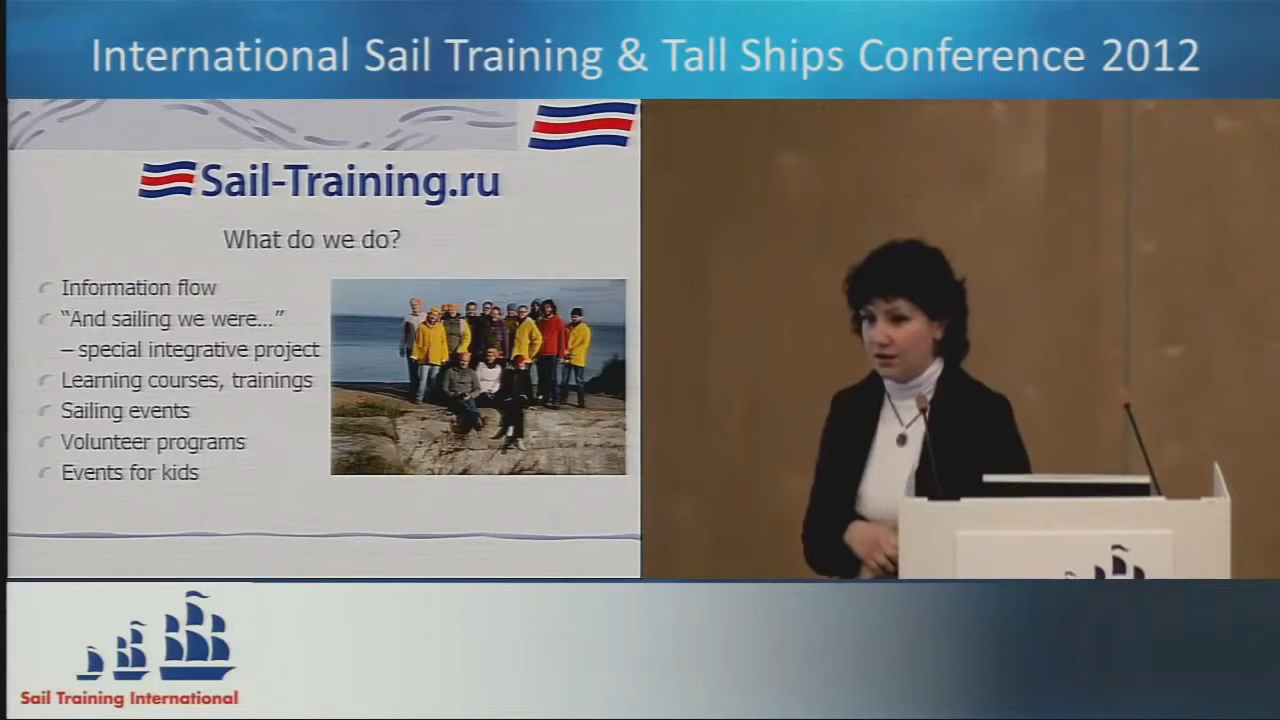 International Sail Training & Tall Ships Conference 2012
Sail-Training.ru
What do we do?
Information flow
“And sailing we were...”
– special integrative project
Learning courses, trainings
Sailing events
Volunteer programs
Events for kids
Sail Training International